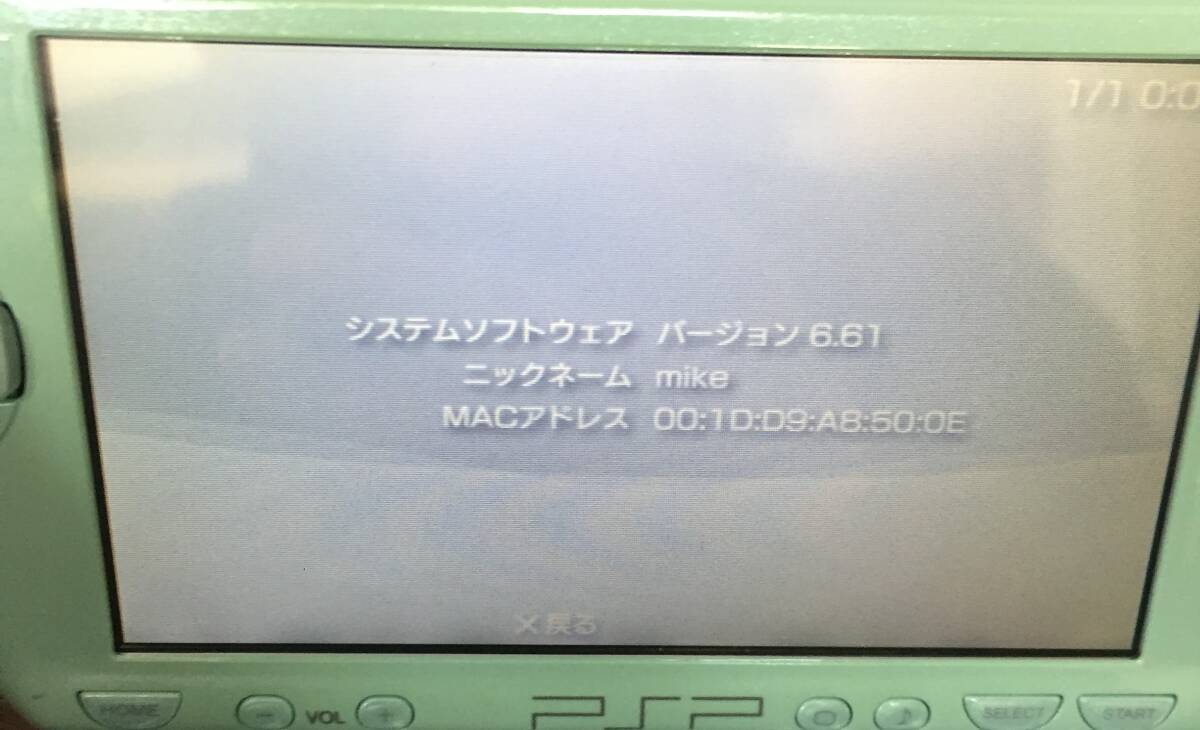 1/1 0:0
システムソフトウェア バージョン 6.61
ニックネーム mike
MACアドレス 00:1D:D9:A8:50:0E
×戻る
HOME
− VOL +
PSP
SELECT
START